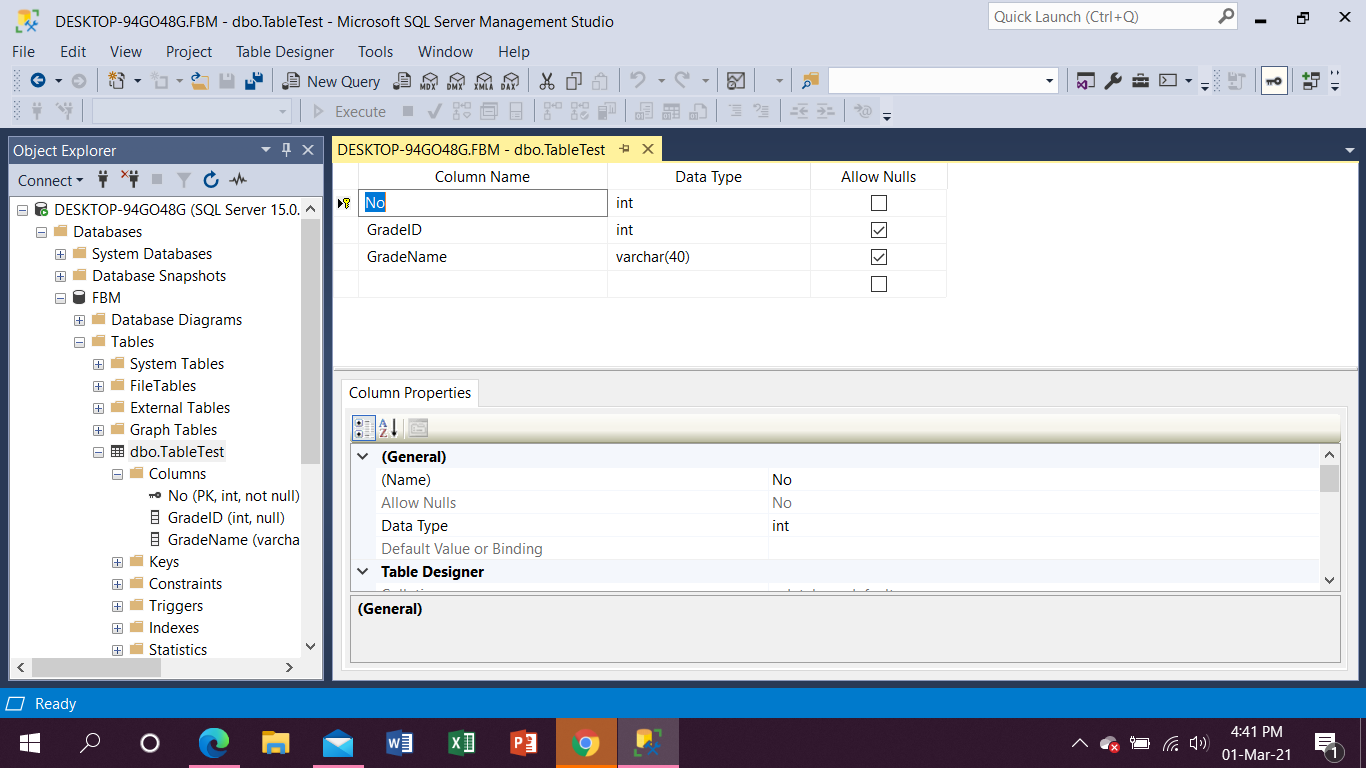 DESKTOP-94GO48G.FBM - dbo.TableTest - Microsoft SQL Server Management Studio
Quick Launch (Ctrl+Q)
File Edit View Project Table Designer Tools Window Help
New Query MDX DMX XMLA DAX
Execute
Object Explorer
Connect
DESKTOP-94GO48G (SQL Server 15.0.
Databases
System Databases
Database Snapshots
FBM
Database Diagrams
Tables
System Tables
FileTables
External Tables
Graph Tables
dbo.TableTest
Columns
No (PK, int, not null)
GradeID (int, null)
GradeName (varcha
Keys
Constraints
Triggers
Indexes
Statistics
DESKTOP-94GO48G.FBM - dbo.TableTest
Column Name Data Type Allow Nulls
No int
GradeID int
GradeName varchar(40)
Column Properties
(General)
(Name) No
Allow Nulls No
Data Type int
Default Value or Binding
Table Designer
(General)
Ready
4:41 PM
01-Mar-21
1